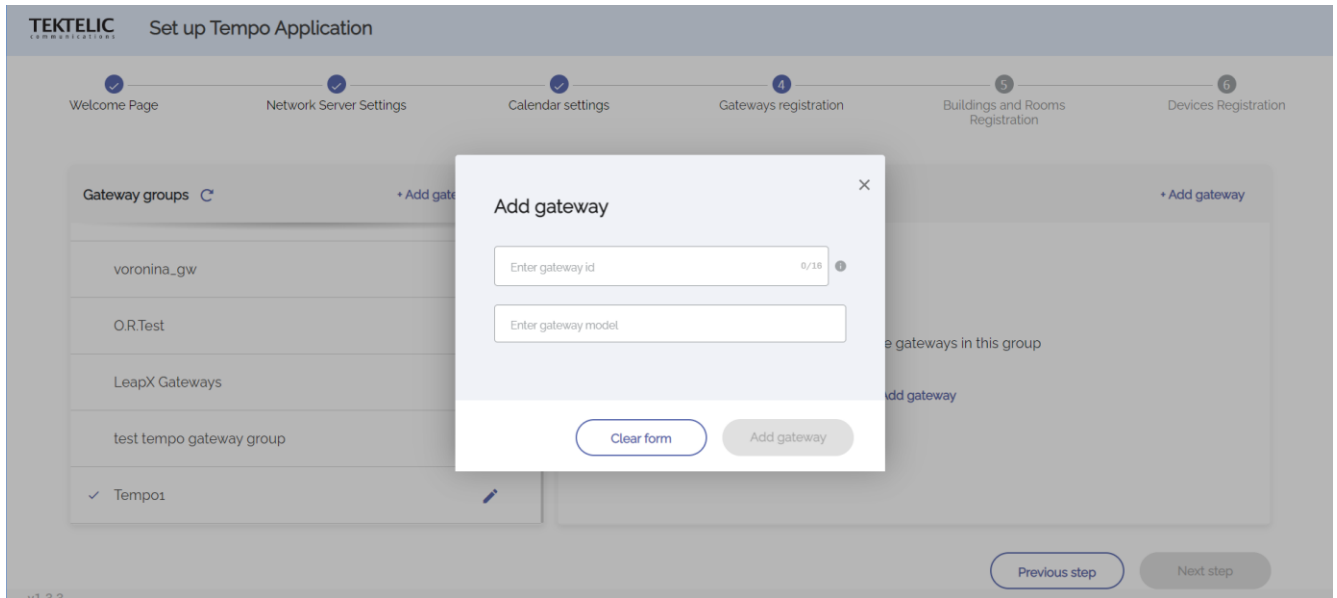 TEKTELIC
communications
Set up Tempo Application
4
5
6
Welcome Page
Network Server Settings
Calendar settings
Gateways registration
Buildings and Rooms
Registration
Devices Registration
Gateway groups
+ Add gate
+ Add gateway
Add gateway
Enter gateway id
0/16
voronina_gw
Enter gateway model
O.R.Test
e gateways in this group
LeapX Gateways
Add gateway
test tempo gateway group
Clear form
Add gateway
Tempo1
Previous step
Next step